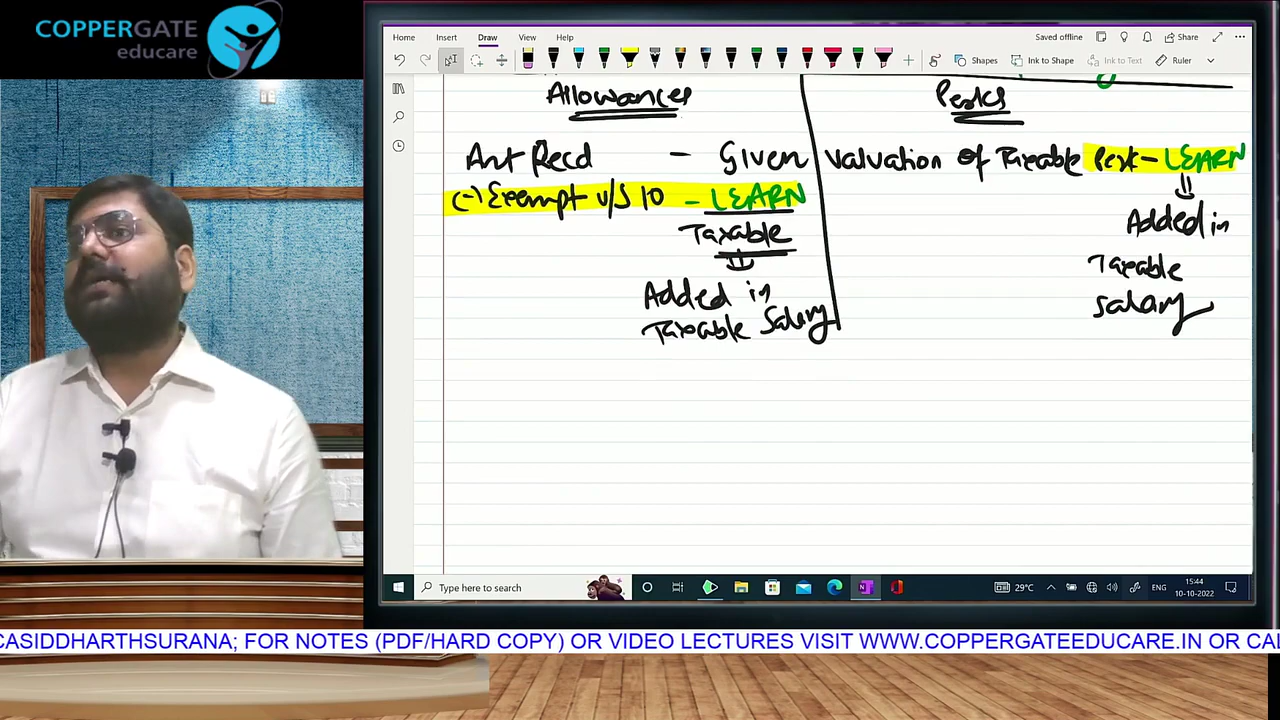 COPPERGATE
educare
Home Insert Draw View Help
Saved offline
Share
Shapes
Ink to Shape
Ink to Text
Ruler
Allowances
Perks
Amt Recd - Given
Valuation of Taxable Perk - LEARN
(-) Exempt u/s 10 - LEARN
Taxable
Added in
Taxable Salary
Added in
Taxable
Salary
Type here to search
29°C
ENG
15:44
10-10-2022
CASIDDHARTHSURANA; FOR NOTES (PDF/HARD COPY) OR VIDEO LECTURES VISIT WWW.COPPERGATEEDUCARE.IN OR CAL